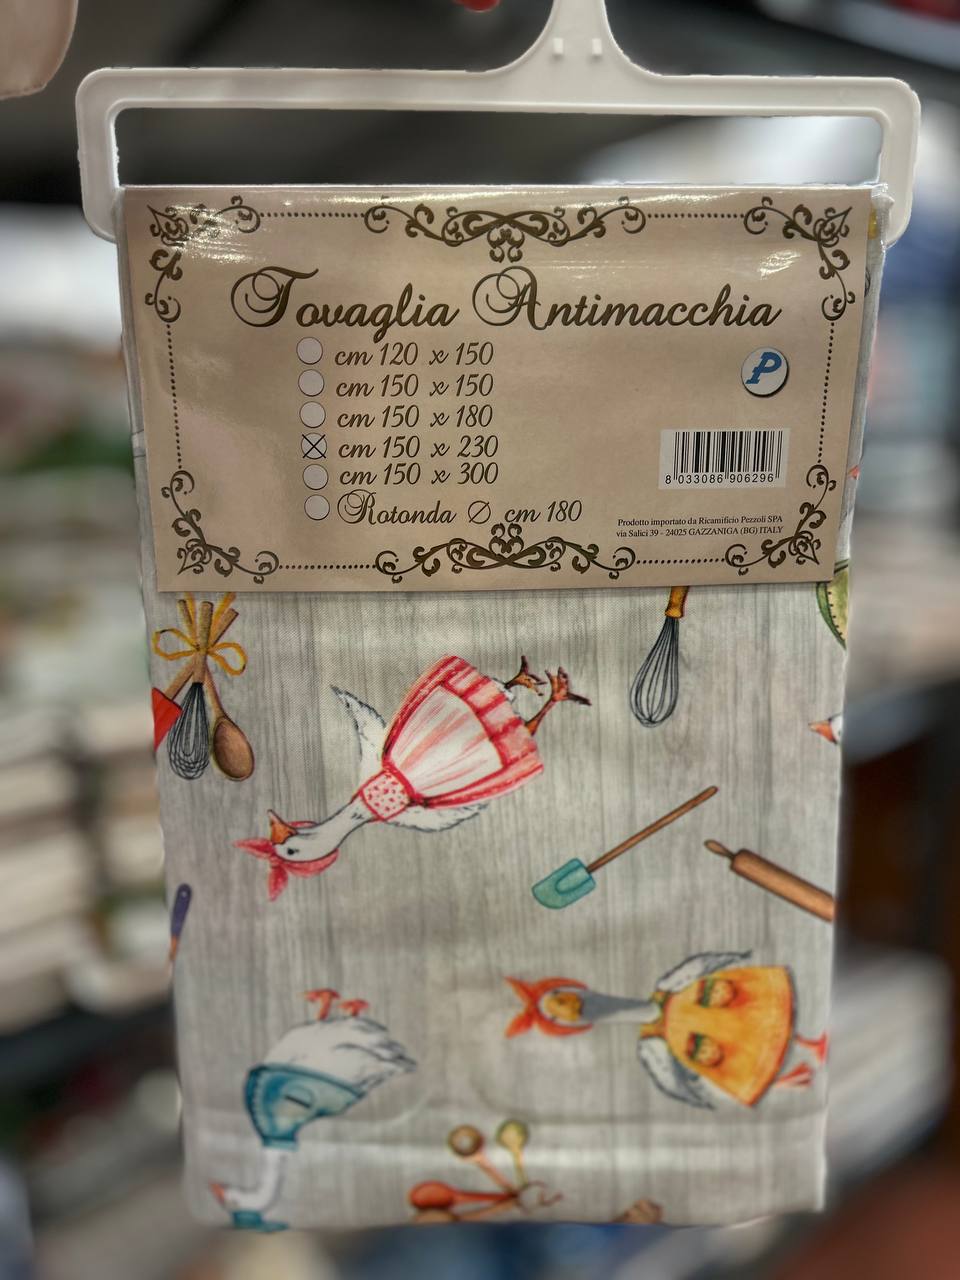 Tovaglia Antimacchia
cm 120 x 150
cm 150 x 150
cm 150 x 180
cm 150 x 230
cm 150 x 300
Rotonda Ø cm 180
P
8 033086 906296
Prodotto importato da Ricamificio Pezzoli SPA
via Salici 39 - 24025 GAZZANIGA (BG) ITALY